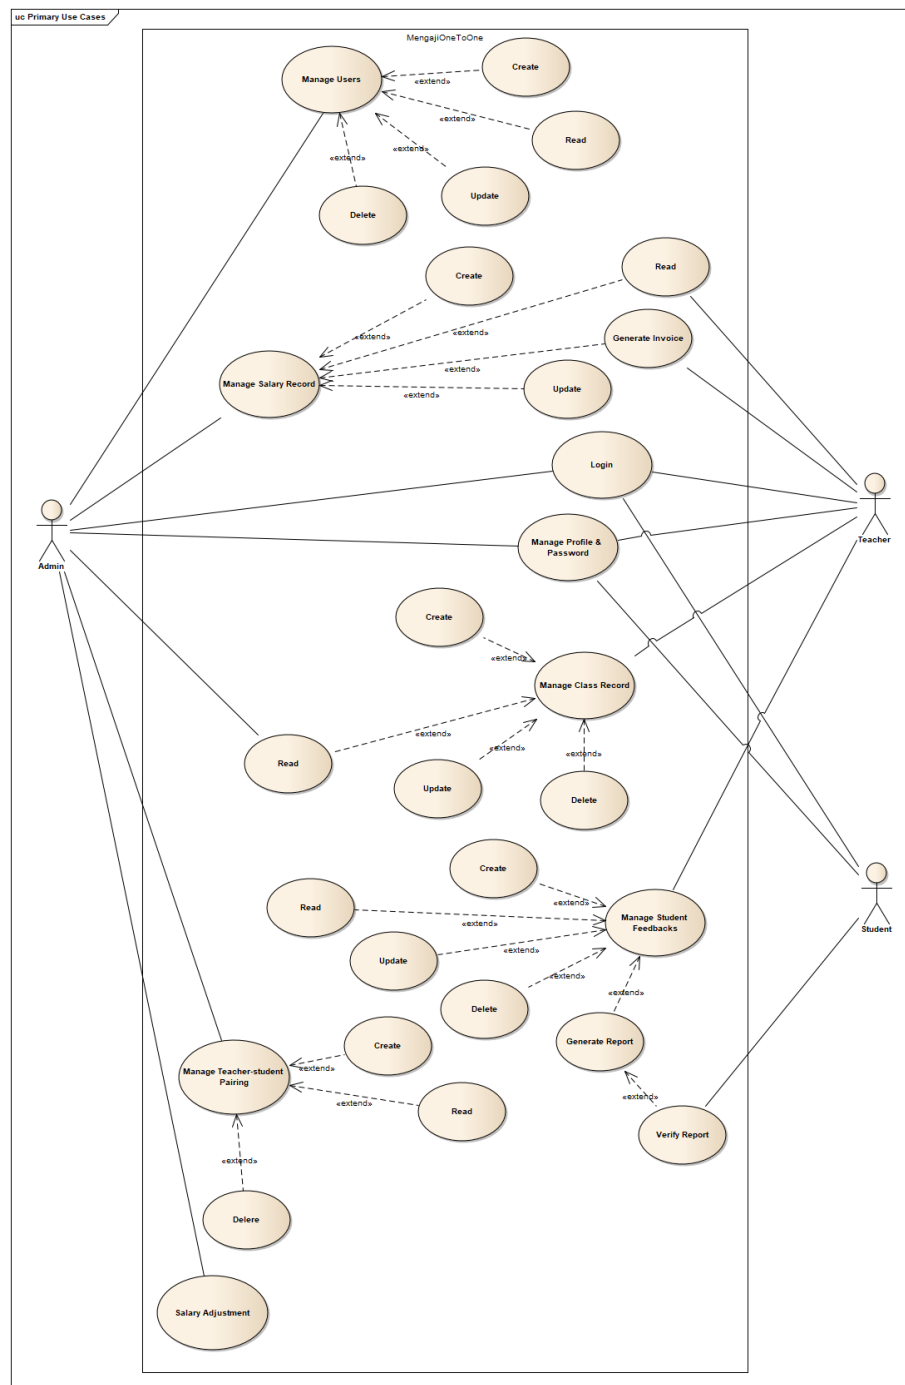 uc Primary Use Cases
MengajiOneToOne
Manage Users
Create
«extend»
«extend»
Read
«extend»
«extend»
Update
Delete
Create
Read
«extend»
«extend»
Generate Invoice
«extend»
Manage Salary Record
Update
«extend»
Login
Admin
Teacher
Manage Profile &
Password
Create
«extend»
Manage Class Record
«extend»
Read
«extend»
«extend»
Update
Delete
Create
«extend»
Read
«extend»
Manage Student
Feedbacks
Student
Update
«extend»
«extend»
Delete
«extend»
Generate Report
Create
«extend»
Manage Teacher-student
Pairing
«extend»
Read
«extend»
Verify Report
«extend»
Delere
Salary Adjustment